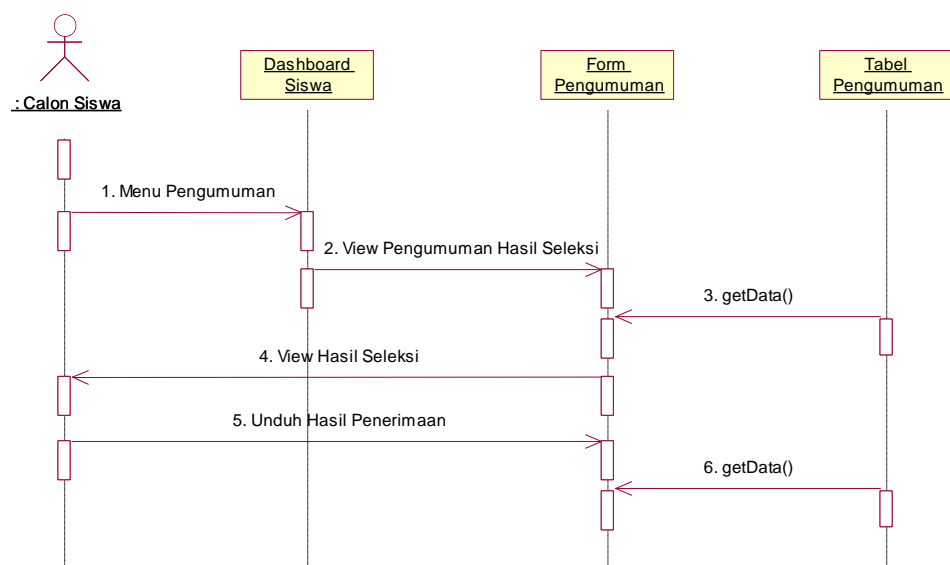 Dashboard
Siswa
Form
Pengumuman
Tabel
Pengumuman
: Calon Siswa
1. Menu Pengumuman
2. View Pengumuman Hasil Seleksi
3. getData()
4. View Hasil Seleksi
5. Unduh Hasil Penerimaan
6. getData()